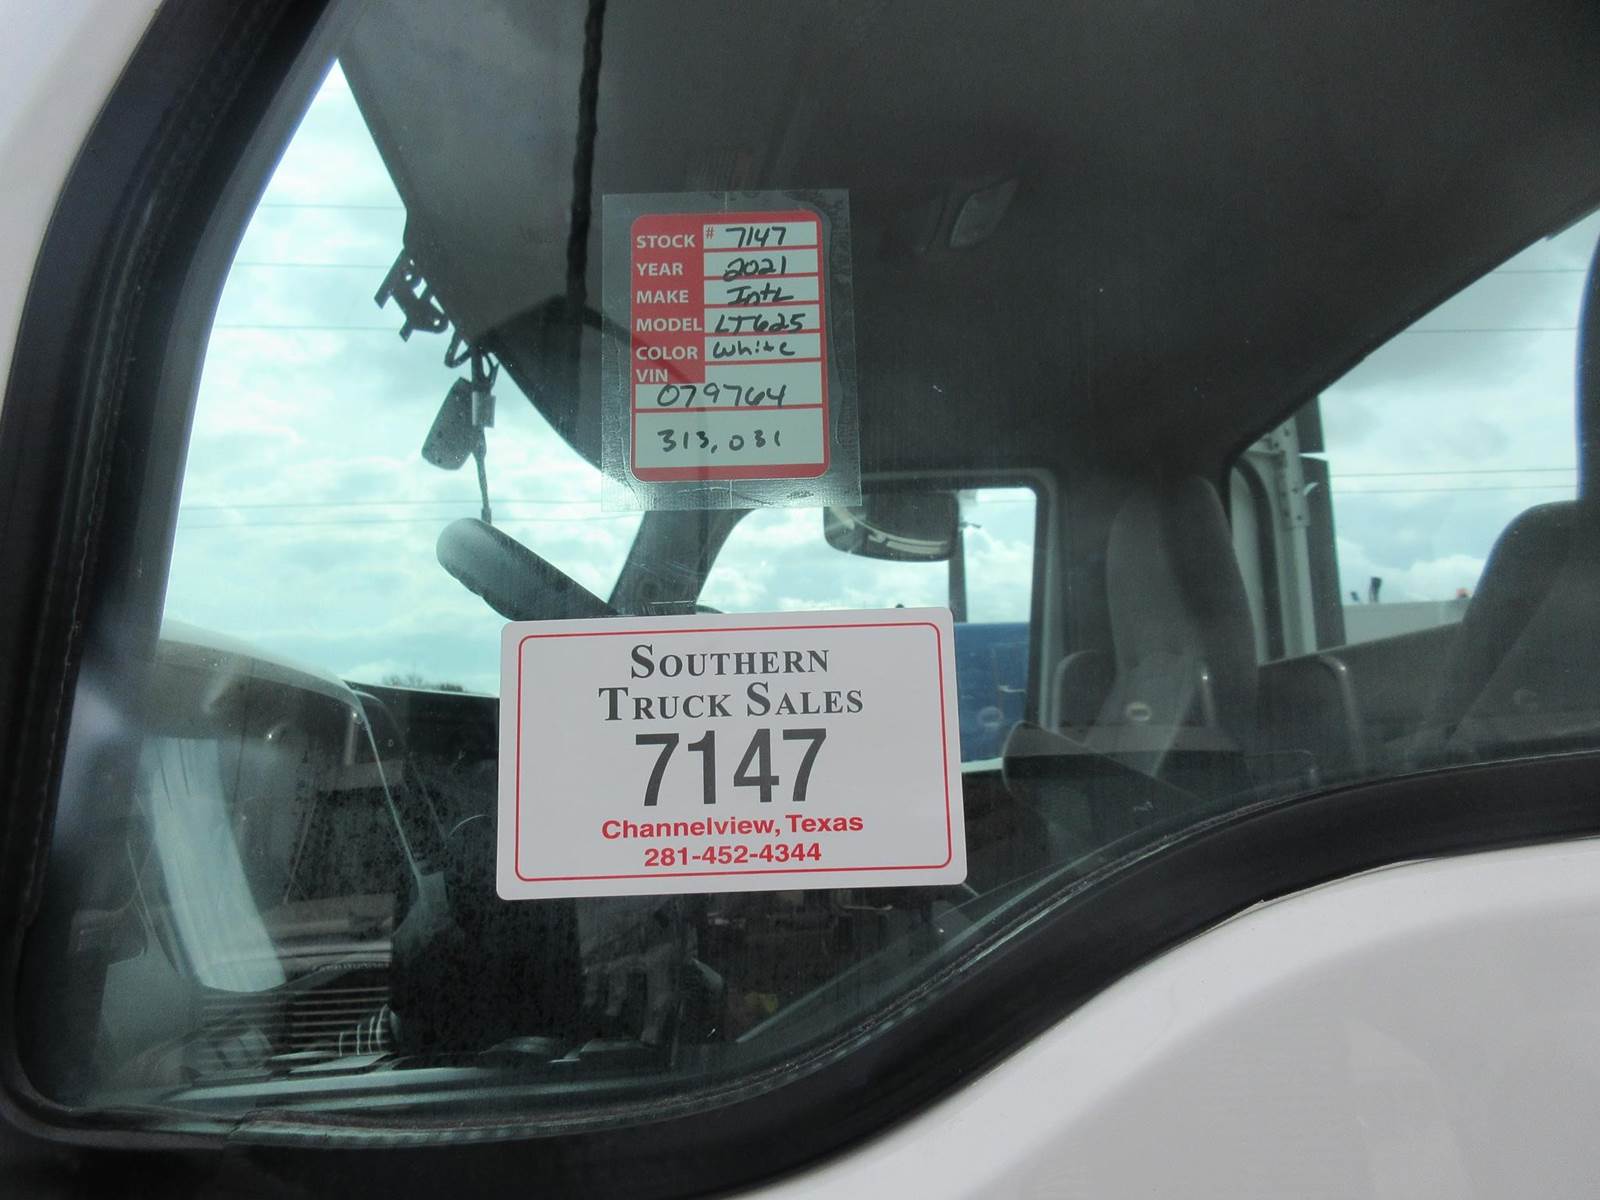 STOCK # 7147
YEAR 2021
MAKE Intl
MODEL LT625
COLOR White
VIN
079764
313,031
SOUTHERN
TRUCK SALES
7147
Channelview, Texas
281-452-4344